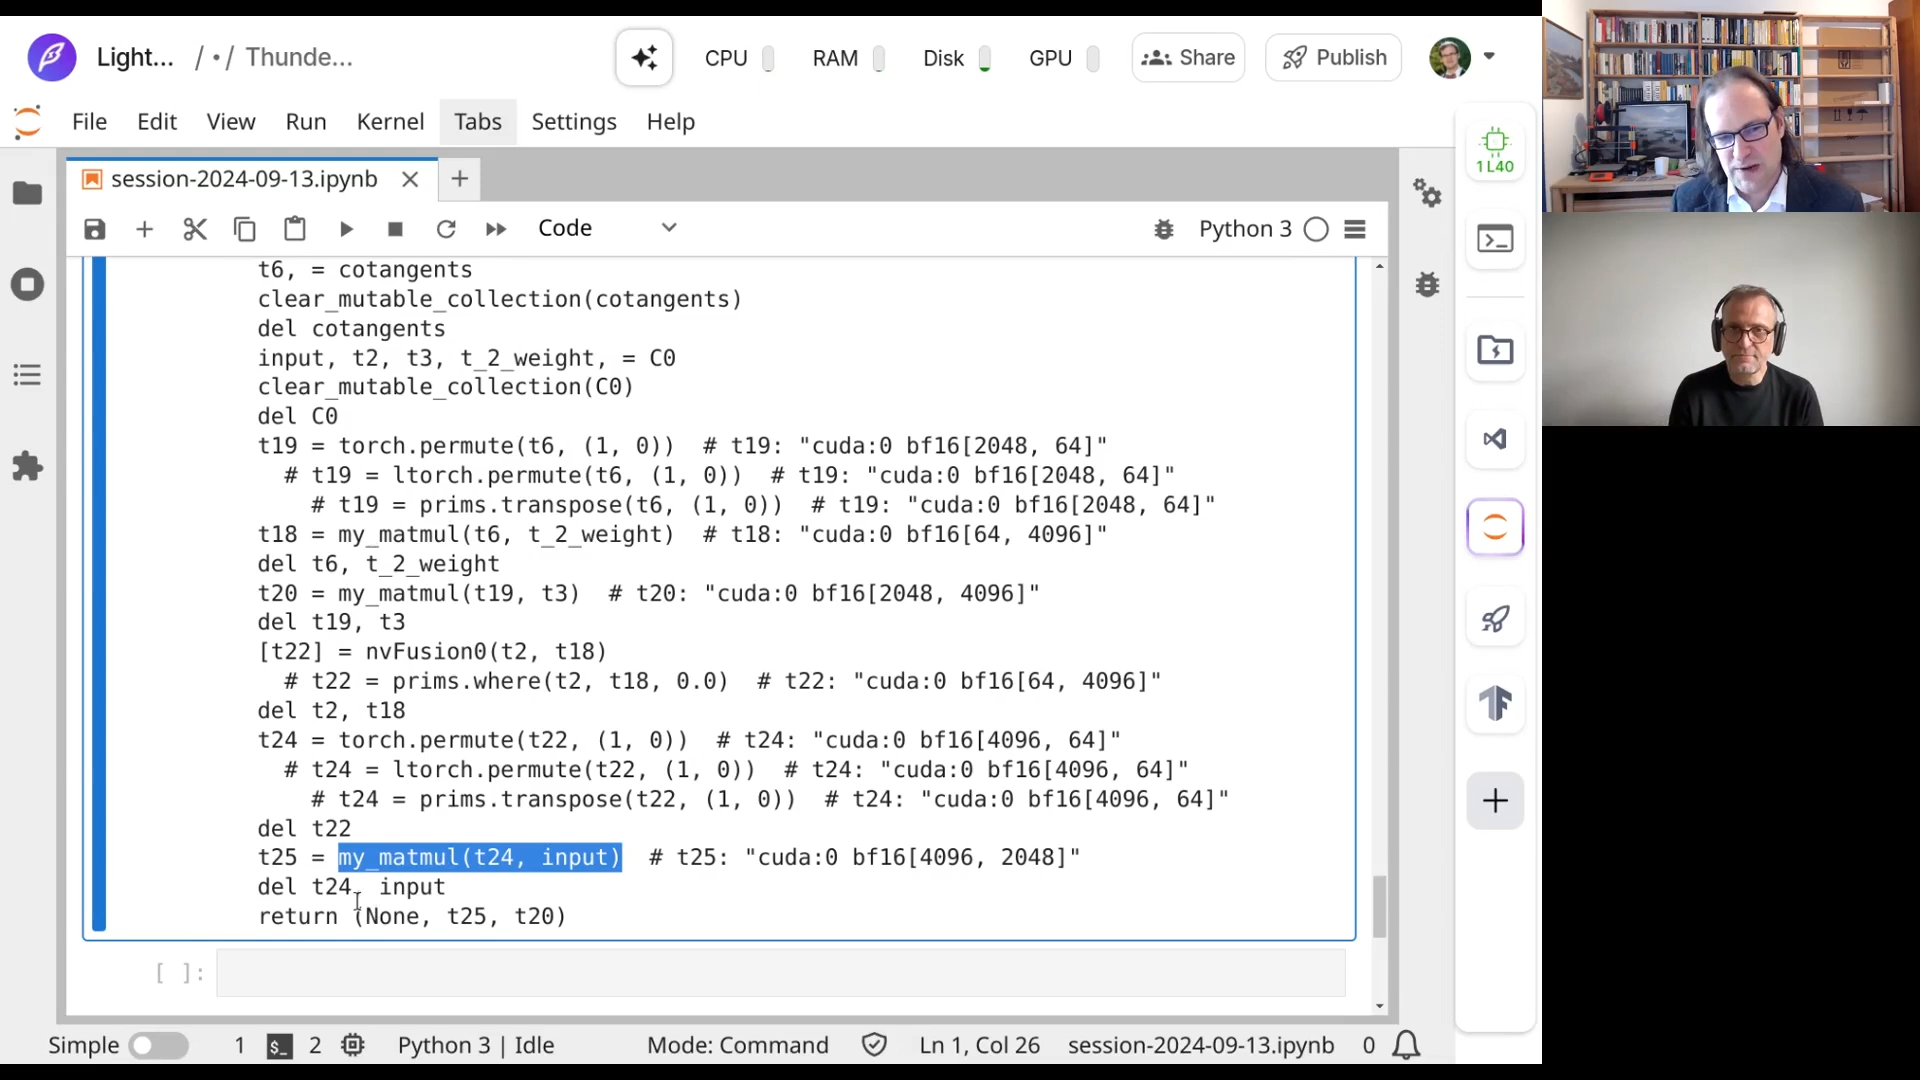 Light... / • / Thunde...
CPU RAM Disk GPU Share Publish
File Edit View Run Kernel Tabs Settings Help
1 L40
session-2024-09-13.ipynb
Code
Python 3
t6, = cotangents
clear_mutable_collection(cotangents)
del cotangents
input, t2, t3, t_2_weight, = C0
clear_mutable_collection(C0)
del C0
t19 = torch.permute(t6, (1, 0))  # t19: "cuda:0 bf16[2048, 64]"
# t19 = ltorch.permute(t6, (1, 0))  # t19: "cuda:0 bf16[2048, 64]"
# t19 = prims.transpose(t6, (1, 0))  # t19: "cuda:0 bf16[2048, 64]"
t18 = my_matmul(t6, t_2_weight)  # t18: "cuda:0 bf16[64, 4096]"
del t6, t_2_weight
t20 = my_matmul(t19, t3)  # t20: "cuda:0 bf16[2048, 4096]"
del t19, t3
[t22] = nvFusion0(t2, t18)
# t22 = prims.where(t2, t18, 0.0)  # t22: "cuda:0 bf16[64, 4096]"
del t2, t18
t24 = torch.permute(t22, (1, 0))  # t24: "cuda:0 bf16[4096, 64]"
# t24 = ltorch.permute(t22, (1, 0))  # t24: "cuda:0 bf16[4096, 64]"
# t24 = prims.transpose(t22, (1, 0))  # t24: "cuda:0 bf16[4096, 64]"
del t22
t25 = my_matmul(t24, input)  # t25: "cuda:0 bf16[4096, 2048]"
del t24, input
return (None, t25, t20)
[ ]:
Simple 1 $_ 2 Python 3 | Idle Mode: Command Ln 1, Col 26 session-2024-09-13.ipynb 0